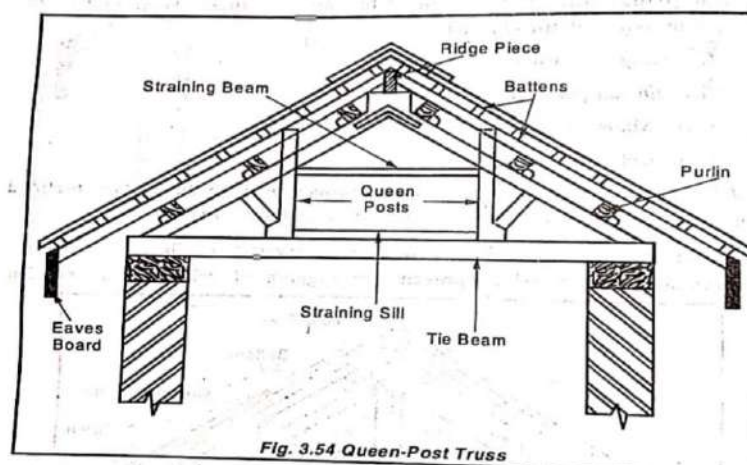 Ridge Piece
Straining Beam
Battens
Purlin
Queen
Posts
Eaves
Board
Straining Sill
Tie Beam
Fig. 3.54 Queen-Post Truss